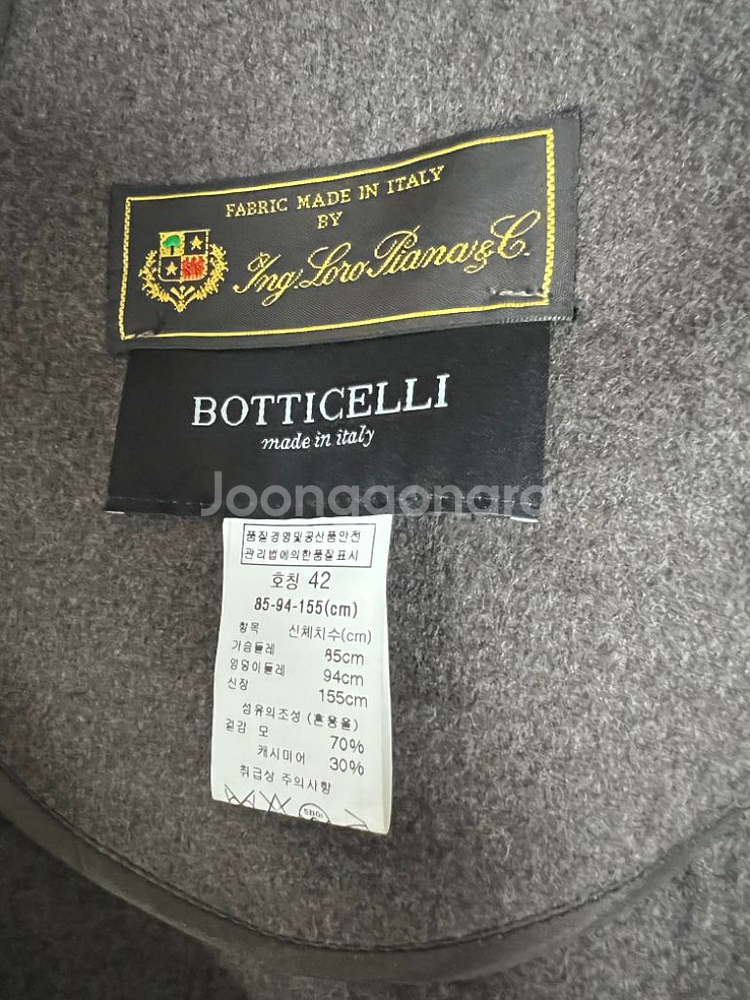 FABRIC MADE IN ITALY
BY
Ing. Loro Piana & C.
BOTTICELLI
made in italy
Joonggonara
품질경영및공산품안전
관리법에의한품질표시
호칭 42
85-94-155(cm)
항목 신체치수(cm)
가슴둘레 85cm
엉덩이둘레 94cm
신장 155cm
섬유의조성 (혼용율)
겉감 모 70%
캐시미어 30%
취급상 주의사항
드라이